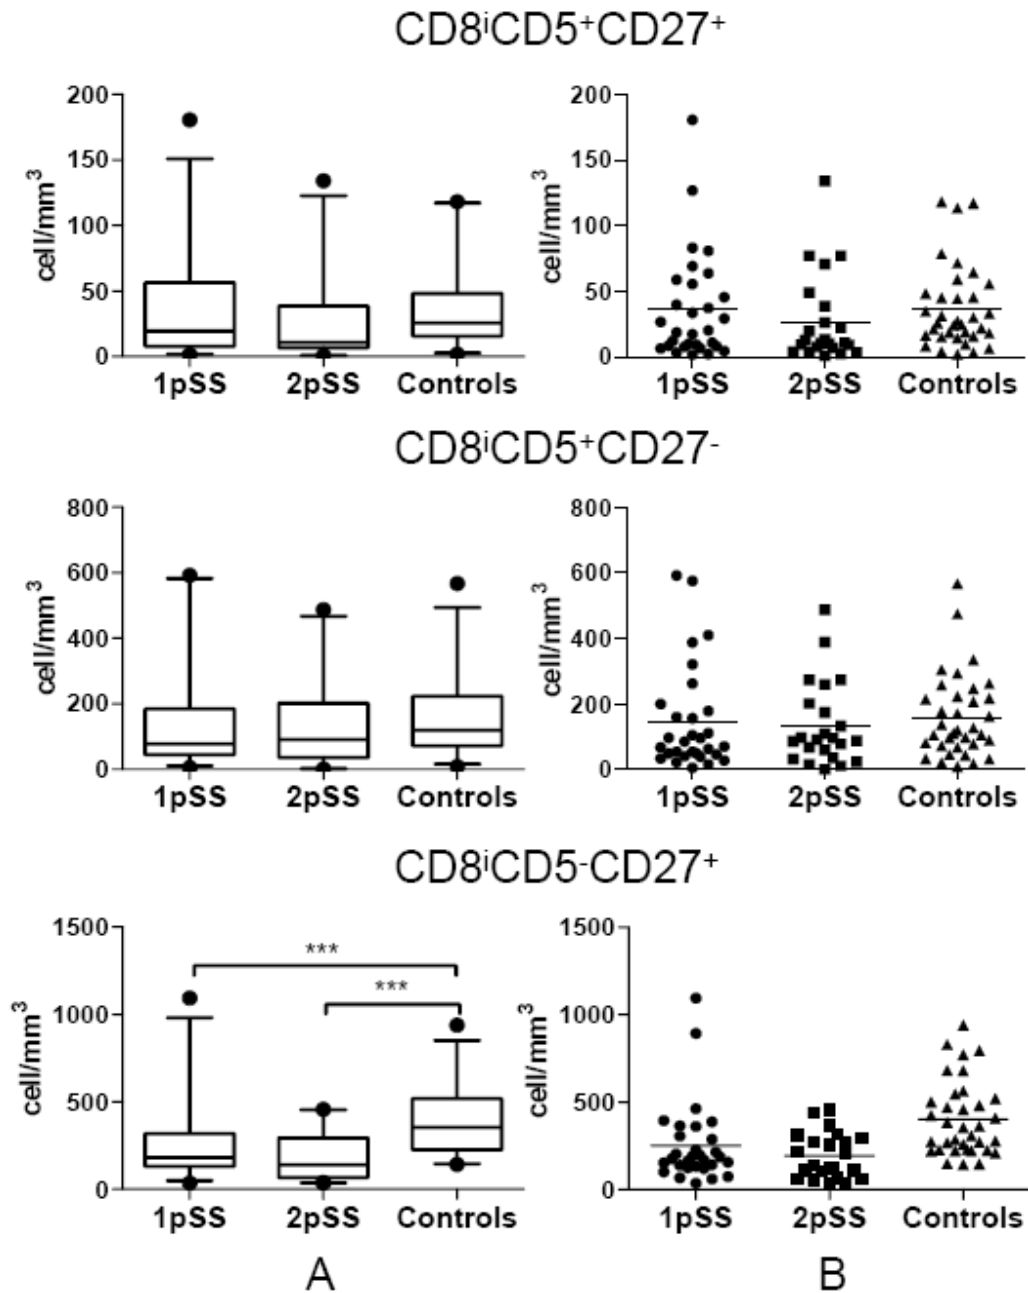 CD8ⁱCD5⁺CD27⁺
200
150
100
50
0
cell/mm³
1pSS 2pSS Controls
200
150
100
50
0
cell/mm³
1pSS 2pSS Controls
CD8ⁱCD5⁺CD27⁻
800
600
400
200
0
cell/mm³
1pSS 2pSS Controls
800
600
400
200
0
cell/mm³
1pSS 2pSS Controls
CD8ⁱCD5⁻CD27⁺
1500
1000
500
0
cell/mm³
***
***
1pSS 2pSS Controls
1500
1000
500
0
cell/mm³
1pSS 2pSS Controls
A
B